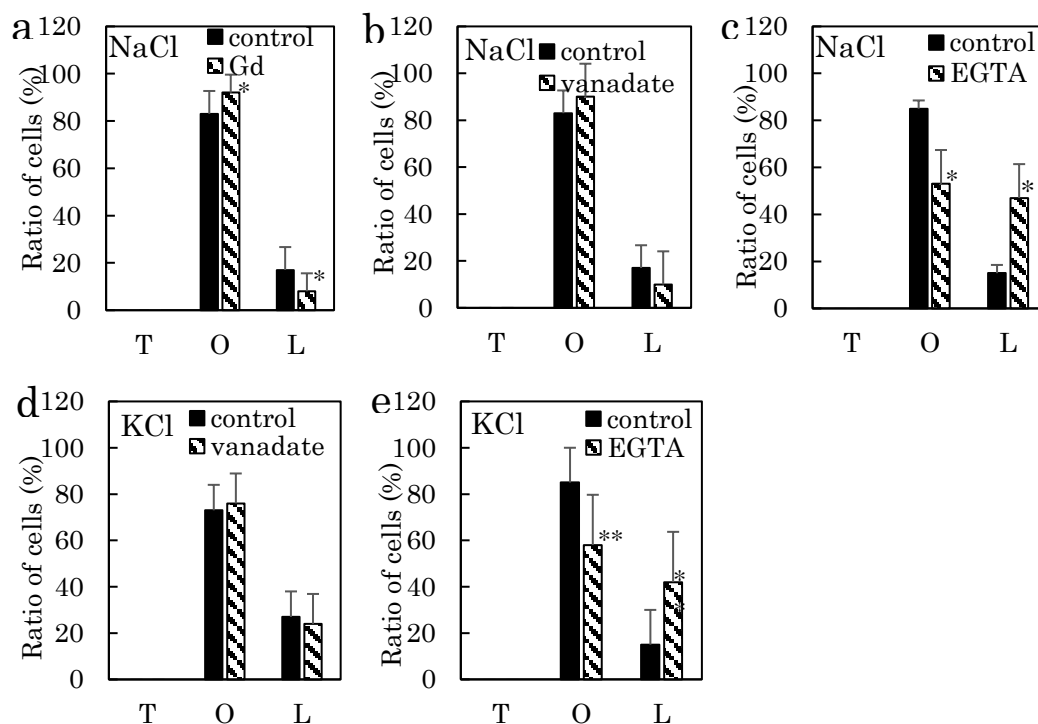 a
NaCl
control
Gd
Ratio of cells (%)
120
100
80
60
40
20
0
*
*
T O L
b
NaCl
control
vanadate
Ratio of cells (%)
120
100
80
60
40
20
0
T O L
c
NaCl
control
EGTA
Ratio of cells (%)
120
100
80
60
40
20
0
*
*
T O L
d
KCl
control
vanadate
Ratio of cells (%)
120
100
80
60
40
20
0
T O L
e
KCl
control
EGTA
Ratio of cells (%)
120
100
80
60
40
20
0
**
*
*
T O L